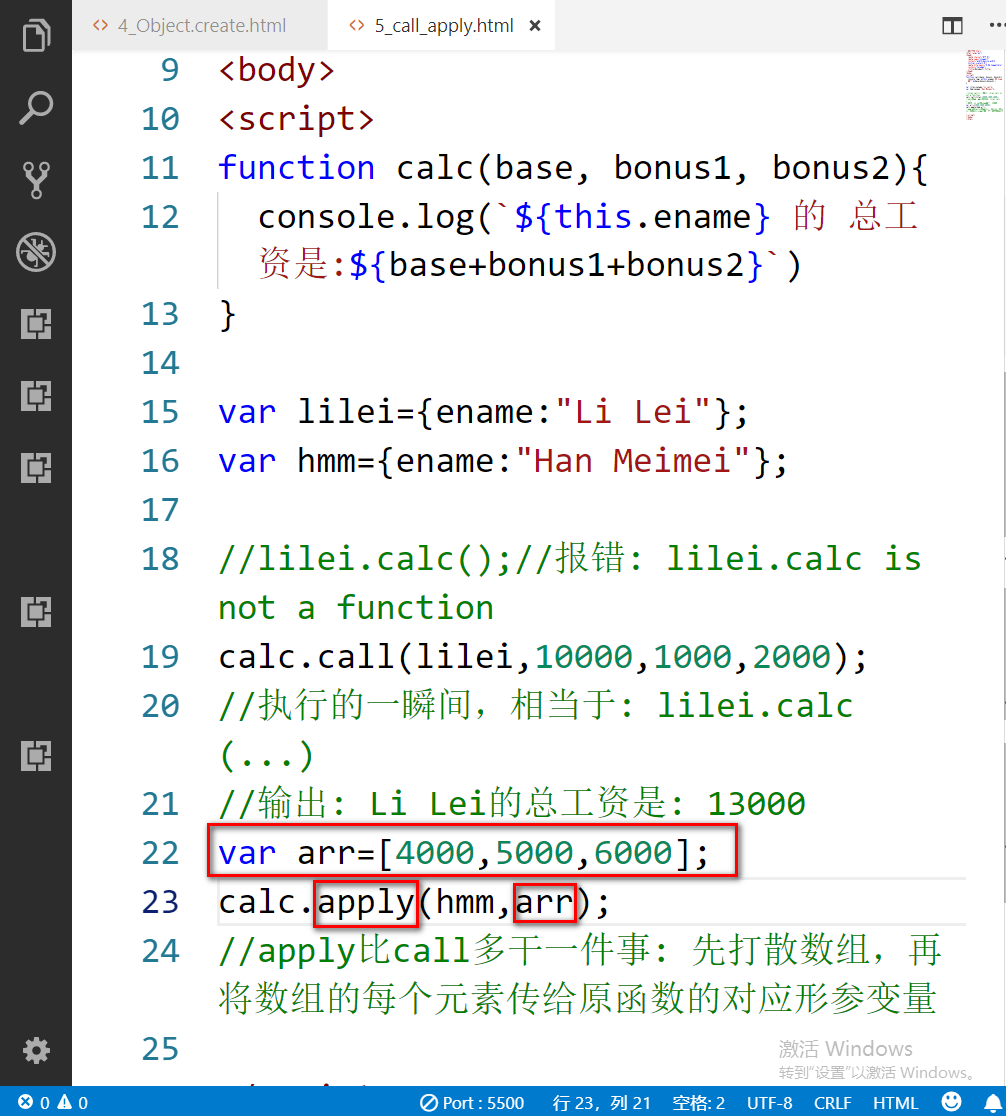 4_Object.create.html
5_call_apply.html
9 <body>
10 <script>
11 function calc(base, bonus1, bonus2){
12 console.log(`${this.ename} 的 总工
资是:${base+bonus1+bonus2}`)
13 }
14
15 var lilei={ename:"Li Lei"};
16 var hmm={ename:"Han Meimei"};
17
18 //lilei.calc();//报错: lilei.calc is
not a function
19 calc.call(lilei,10000,1000,2000);
20 //执行的一瞬间，相当于: lilei.calc
(...)
21 //输出: Li Lei的总工资是: 13000
22 var arr=[4000,5000,6000];
23 calc.apply(hmm,arr);
24 //apply比call多干一件事: 先打散数组，再
将数组的每个元素传给原函数的对应形参变量
25
激活 Windows
转到"设置"以激活 Windows。
0 0 Port : 5500 行 23，列 21 空格: 2 UTF-8 CRLF HTML